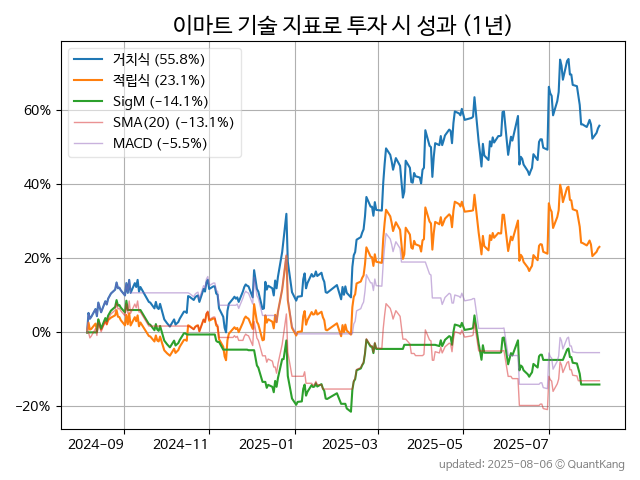 이마트 기술 지표로 투자 시 성과 (1년)
거치식 (55.8%)
적립식 (23.1%)
SigM (−14.1%)
SMA(20) (−13.1%)
MACD (−5.5%)
60%
40%
20%
0%
−20%
2024-09 2024-11 2025-01 2025-03 2025-05 2025-07
updated: 2025-08-06 © QuantKang